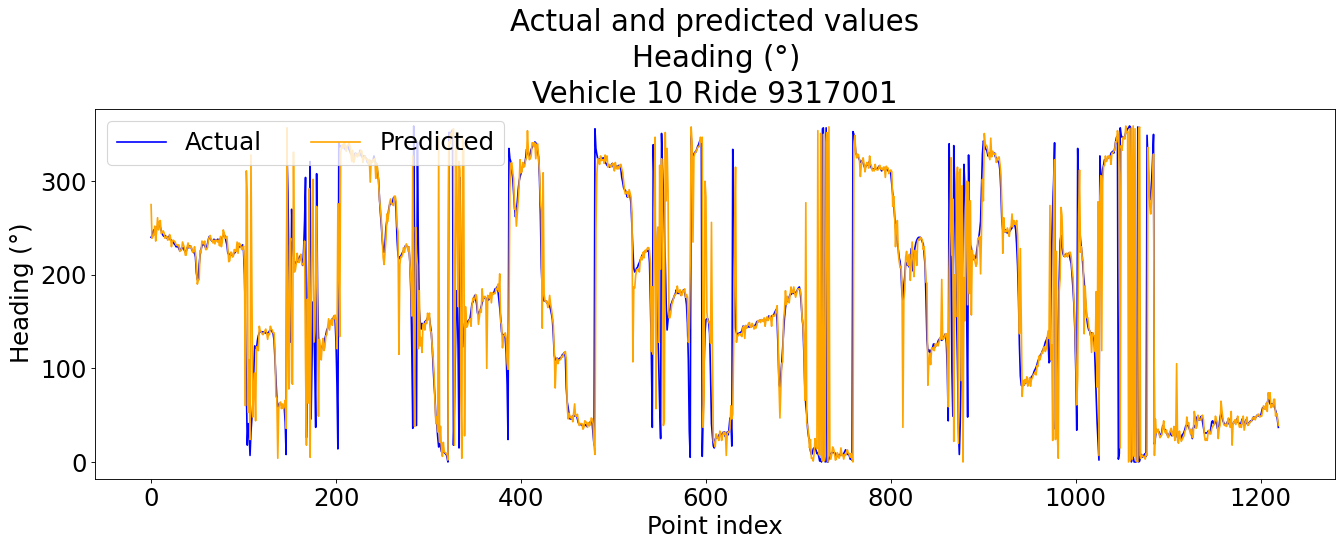 Actual and predicted values
Heading (°)
Vehicle 10 Ride 9317001
Actual Predicted
Heading (°)
300
200
100
0
0 200 400 600 800 1000 1200
Point index